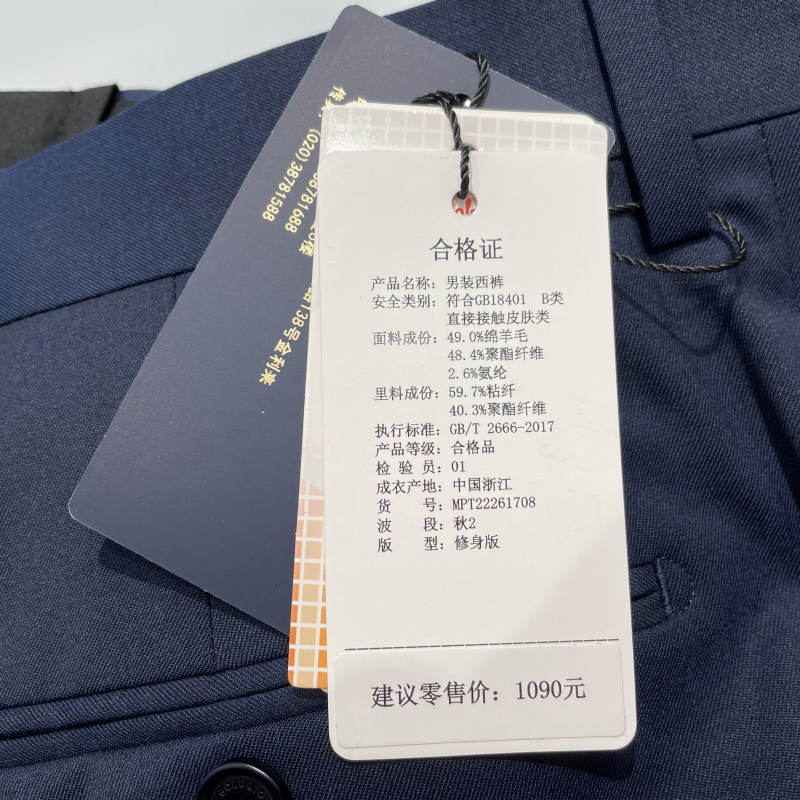 合格证
产品名称: 男装西裤
安全类别: 符合GB18401 B类
直接接触皮肤类
面料成份: 49.0%绵羊毛
48.4%聚酯纤维
2.6%氨纶
里料成份: 59.7%粘纤
40.3%聚酯纤维
执行标准: GB/T 2666-2017
产品等级: 合格品
检 验 员: 01
成衣产地: 中国浙江
货 号: MPT22261708
波 段: 秋2
版 型: 修身版
建议零售价: 1090元
(020)38781588
8781688
138号金利来